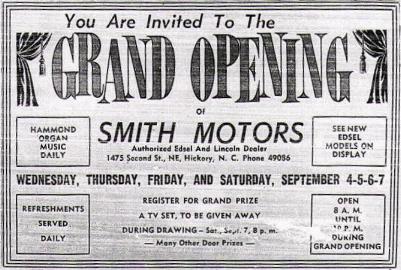 You Are Invited To The
GRAND OPENING
OF
SMITH MOTORS
Authorized Edsel And Lincoln Dealer
1475 Second St., NE, Hickory, N. C. Phone 49086
HAMMOND
ORGAN
MUSIC
DAILY
SEE NEW
EDSEL
MODELS ON
DISPLAY
WEDNESDAY, THURSDAY, FRIDAY, AND SATURDAY, SEPTEMBER 4-5-6-7
REFRESHMENTS
SERVED
DAILY
REGISTER FOR GRAND PRIZE
A TV SET, TO BE GIVEN AWAY
DURING DRAWING — Sat., Sept. 7, 8 p. m.
— Many Other Door Prizes —
OPEN
8 A. M.
UNTIL
P. M.
DURING
GRAND OPENING